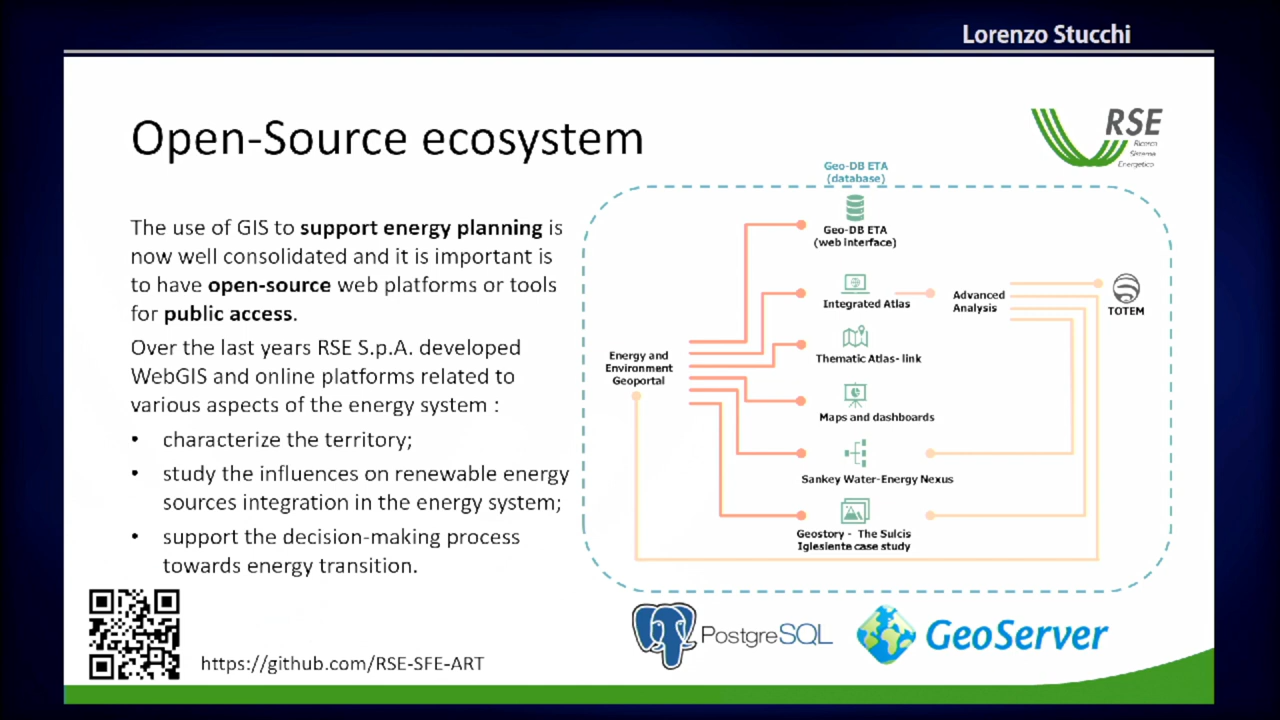 Lorenzo Stucchi
Open-Source ecosystem
RSE
Ricerca
Sistema
Energetico
The use of GIS to support energy planning is
now well consolidated and it is important is
to have open-source web platforms or tools
for public access.
Over the last years RSE S.p.A. developed
WebGIS and online platforms related to
various aspects of the energy system :
• characterize the territory;
• study the influences on renewable energy
sources integration in the energy system;
• support the decision-making process
towards energy transition.
https://github.com/RSE-SFE-ART
Geo-DB ETA
(database)
Geo-DB ETA
(web interface)
Integrated Atlas
Advanced
Analysis
TOTEM
Thematic Atlas- link
Energy and
Environment
Geoportal
Maps and dashboards
Sankey Water-Energy Nexus
Geostory - The Sulcis
Iglesiente case study
PostgreSQL
GeoServer